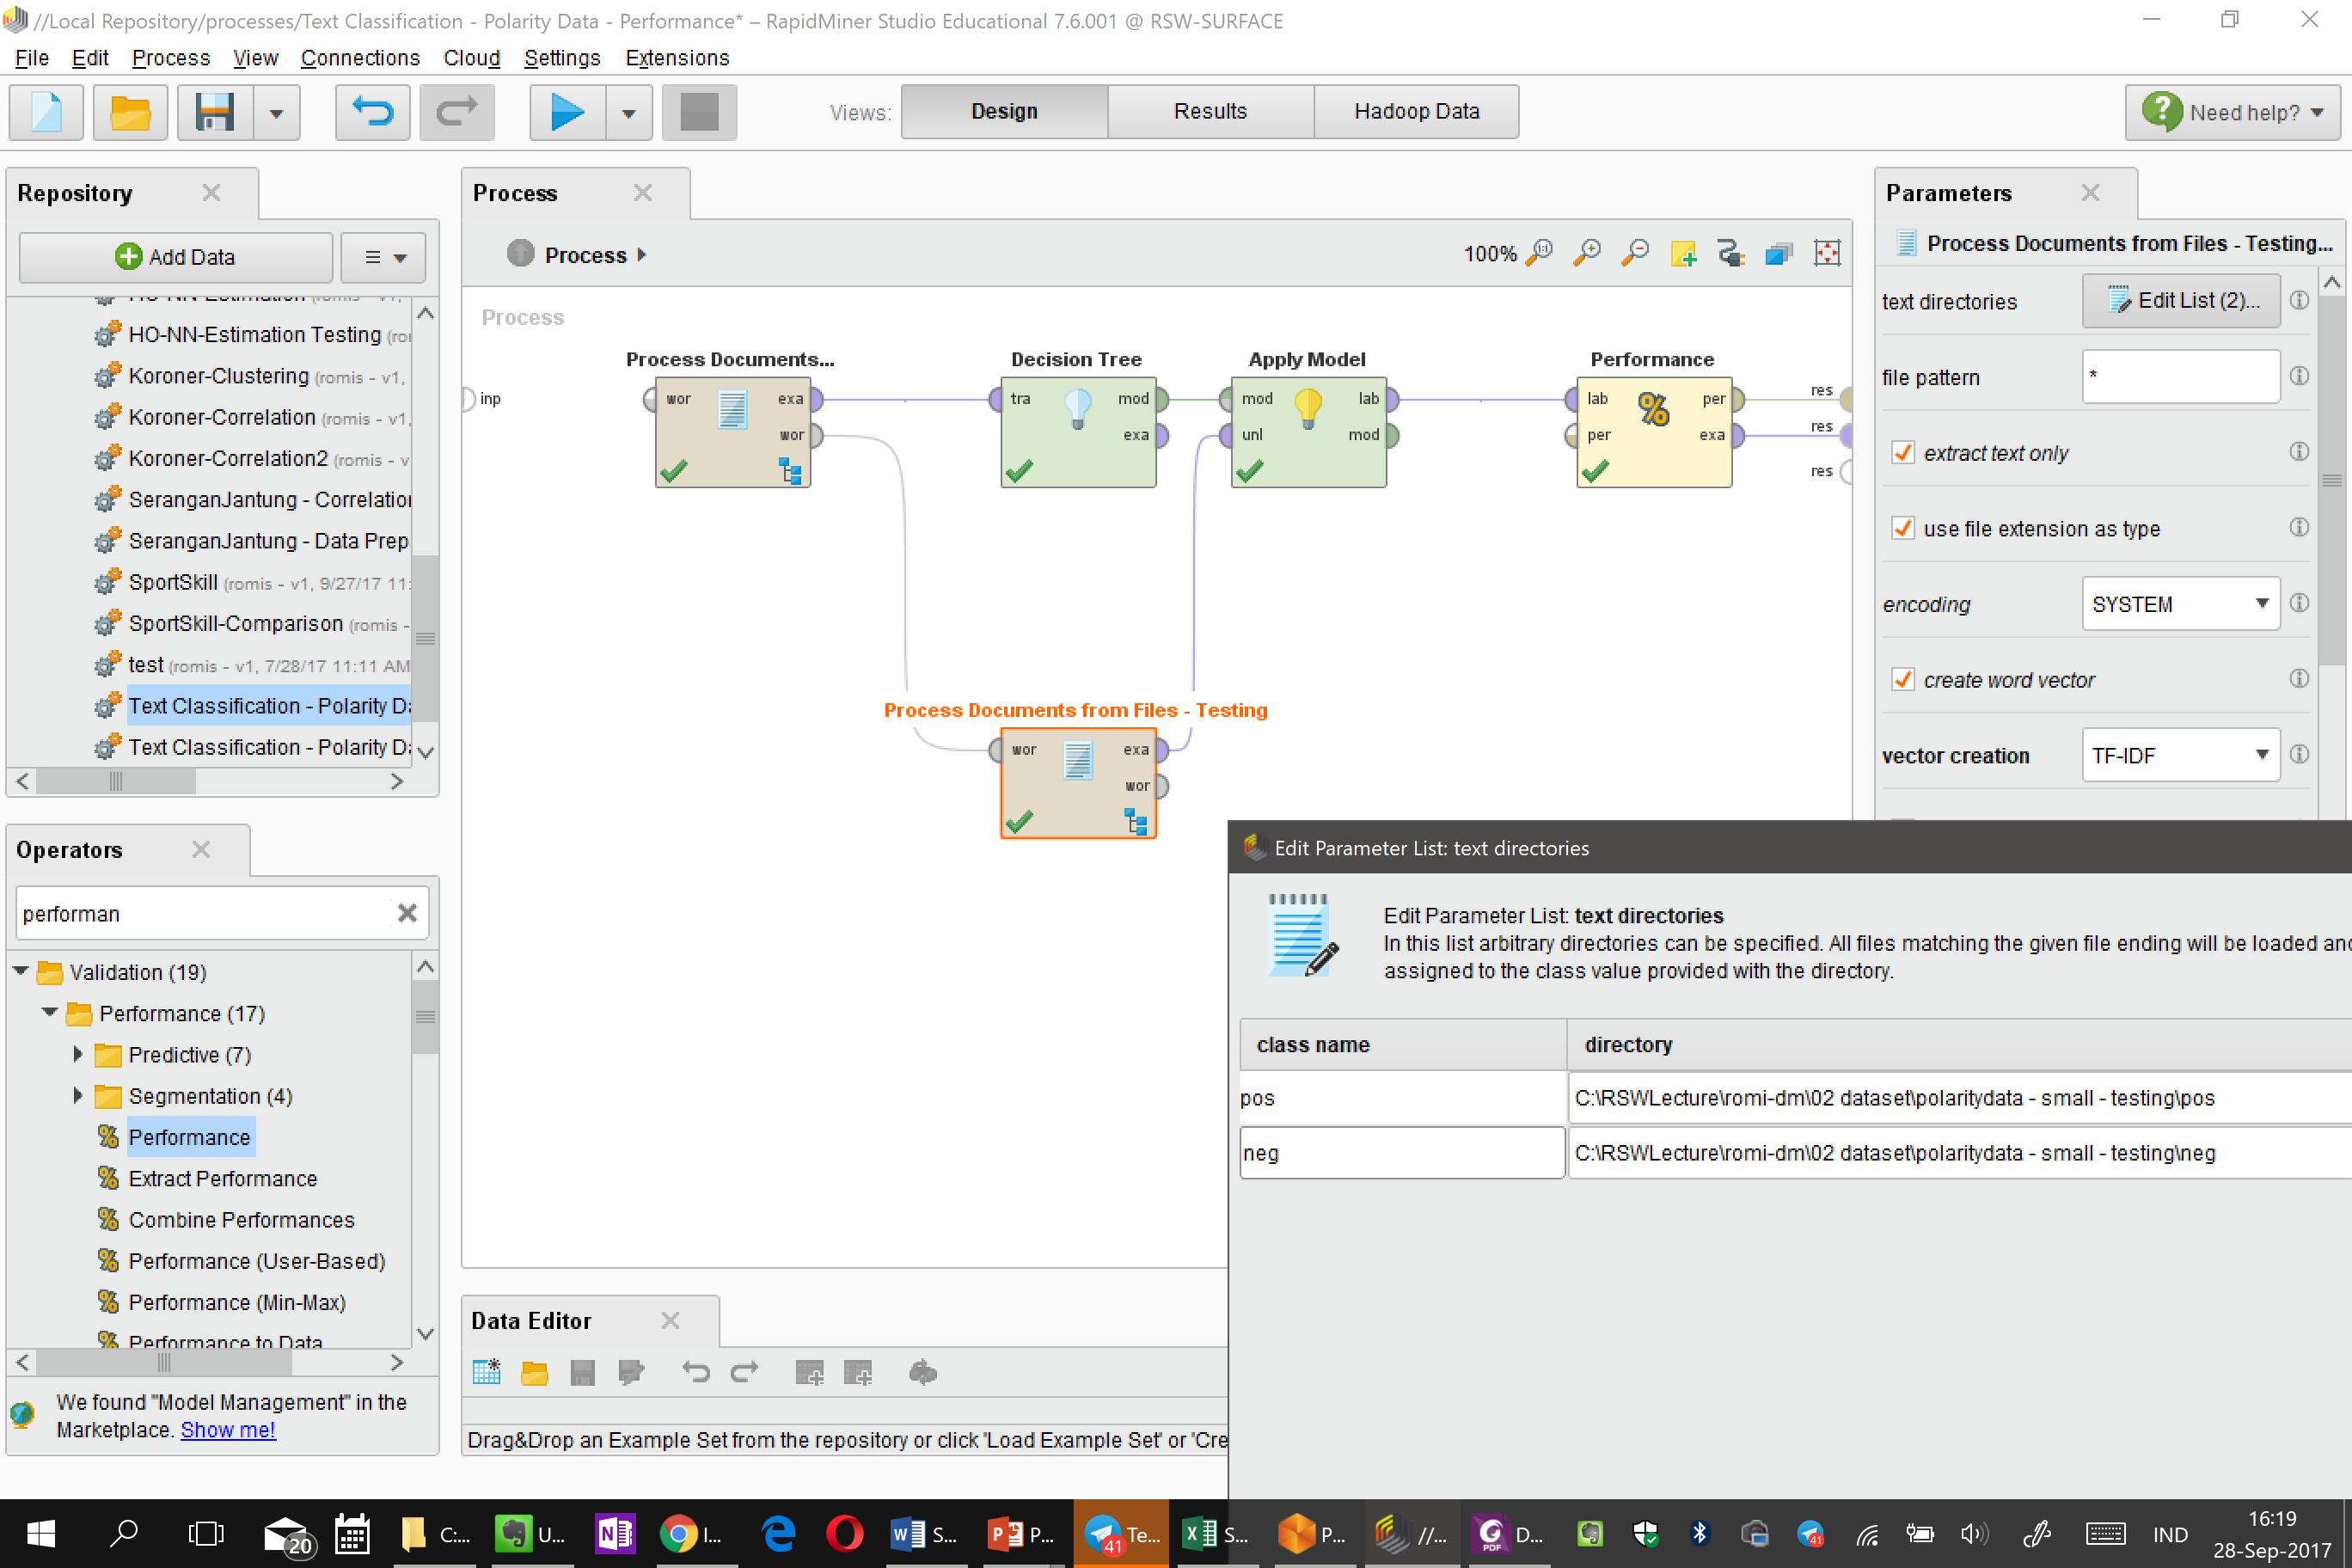 //Local Repository/processes/Text Classification - Polarity Data - Performance* – RapidMiner Studio Educational 7.6.001 @ RSW-SURFACE
File Edit Process View Connections Cloud Settings Extensions
Views: Design Results Hadoop Data
Need help?
Repository
Add Data
HO-NN-Estimation (romis - v1,
HO-NN-Estimation Testing (ro
Koroner-Clustering (romis - v1,
Koroner-Correlation (romis - v1,
Koroner-Correlation2 (romis - v
SeranganJantung - Correlation
SeranganJantung - Data Prep
SportSkill (romis - v1, 9/27/17 11:
SportSkill-Comparison (romis -
test (romis - v1, 7/28/17 11:11 AM
Text Classification - Polarity Da
Text Classification - Polarity Da
Operators
performan
Validation (19)
Performance (17)
Predictive (7)
Segmentation (4)
Performance
Extract Performance
Combine Performances
Performance (User-Based)
Performance (Min-Max)
Performance to Data
We found "Model Management" in the
Marketplace. Show me!
Process
Process
100%
Process
inp
Process Documents...
wor exa
wor
Decision Tree
tra mod
exa
Apply Model
mod lab
unl mod
Performance
lab per
per exa
res
res
res
Process Documents from Files - Testing
wor exa
wor
Data Editor
Drag&Drop an Example Set from the repository or click 'Load Example Set' or 'Cre
Parameters
Process Documents from Files - Testing...
text directories Edit List (2)...
file pattern *
extract text only
use file extension as type
encoding SYSTEM
create word vector
vector creation TF-IDF
Edit Parameter List: text directories
Edit Parameter List: text directories
In this list arbitrary directories can be specified. All files matching the given file ending will be loaded and
assigned to the class value provided with the directory.
class name directory
pos C:\RSWLecture\romi-dm\02 dataset\polaritydata - small - testing\pos
neg C:\RSWLecture\romi-dm\02 dataset\polaritydata - small - testing\neg
20 C:... U... I... S... P... 41 Te... S... P... //... PDF D... 41 IND
16:19
28-Sep-2017